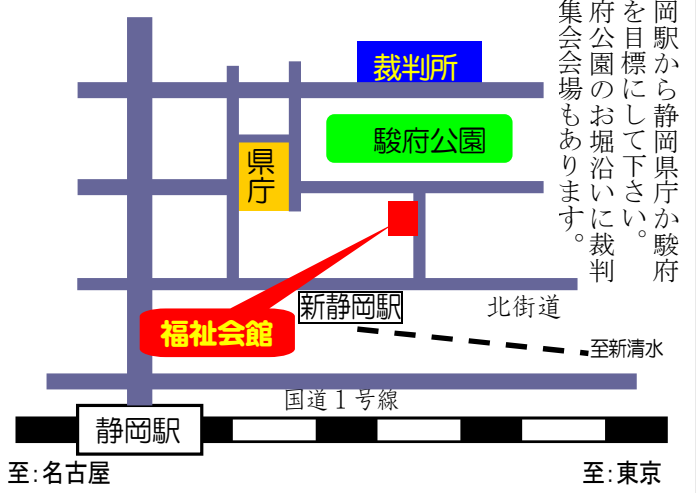 岡駅から静岡県庁か駿府
を目標にして下さい。
府公園のお堀沿いに裁判
集会会場もあります。
裁判所
駿府公園
県庁
福祉会館
新静岡駅
北街道
至新清水
国道１号線
静岡駅
至:名古屋
至:東京